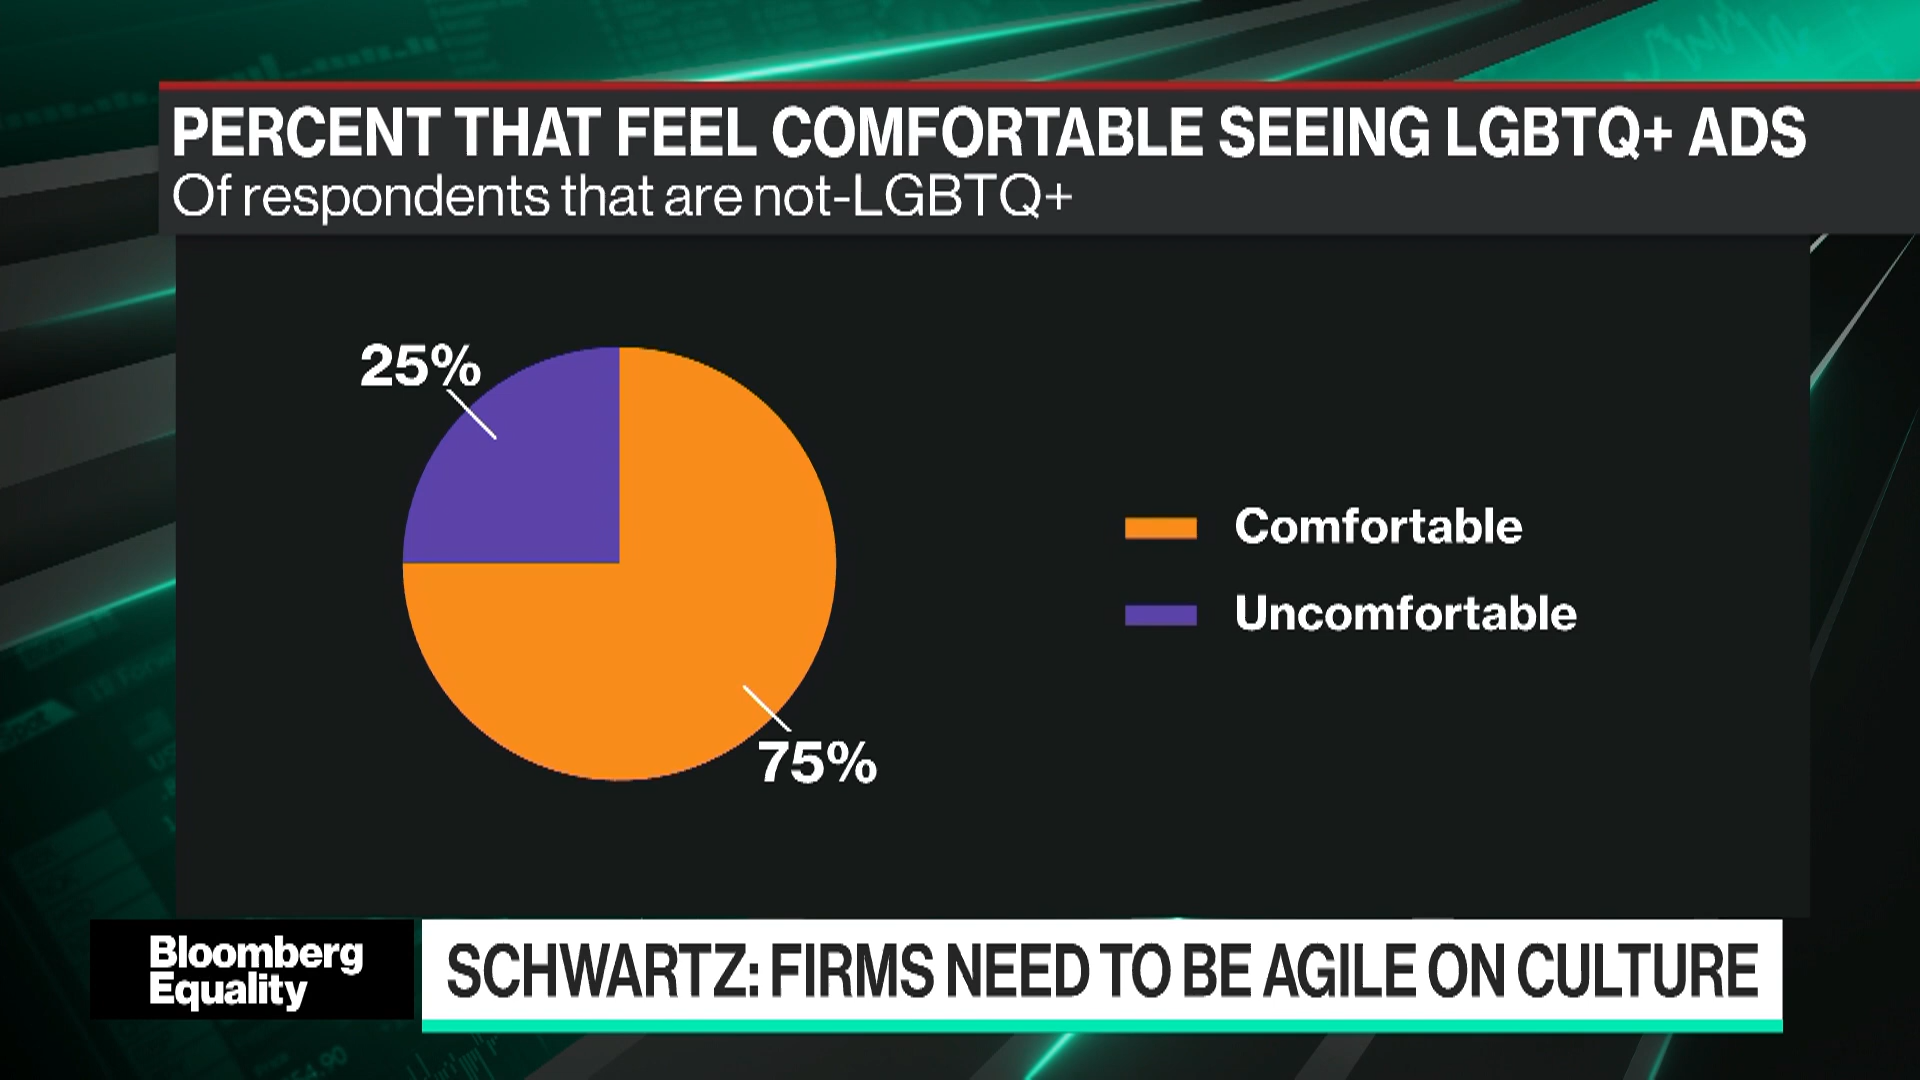 PERCENT THAT FEEL COMFORTABLE SEEING LGBTQ+ ADS
Of respondents that are not-LGBTQ+
25%
75%
Comfortable
Uncomfortable
Bloomberg
Equality
SCHWARTZ: FIRMS NEED TO BE AGILE ON CULTURE